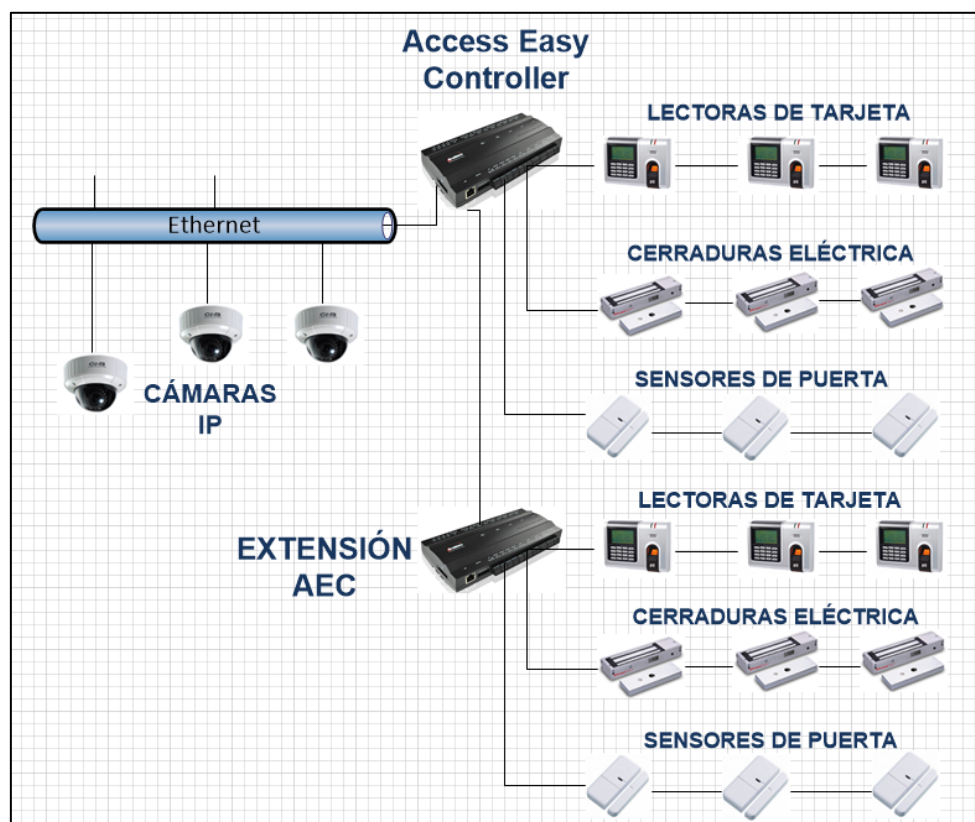 Access Easy
Controller
LECTORAS DE TARJETA
Ethernet
CERRADURAS ELÉCTRICA
CÁMARAS
IP
SENSORES DE PUERTA
LECTORAS DE TARJETA
EXTENSIÓN
AEC
CERRADURAS ELÉCTRICA
SENSORES DE PUERTA